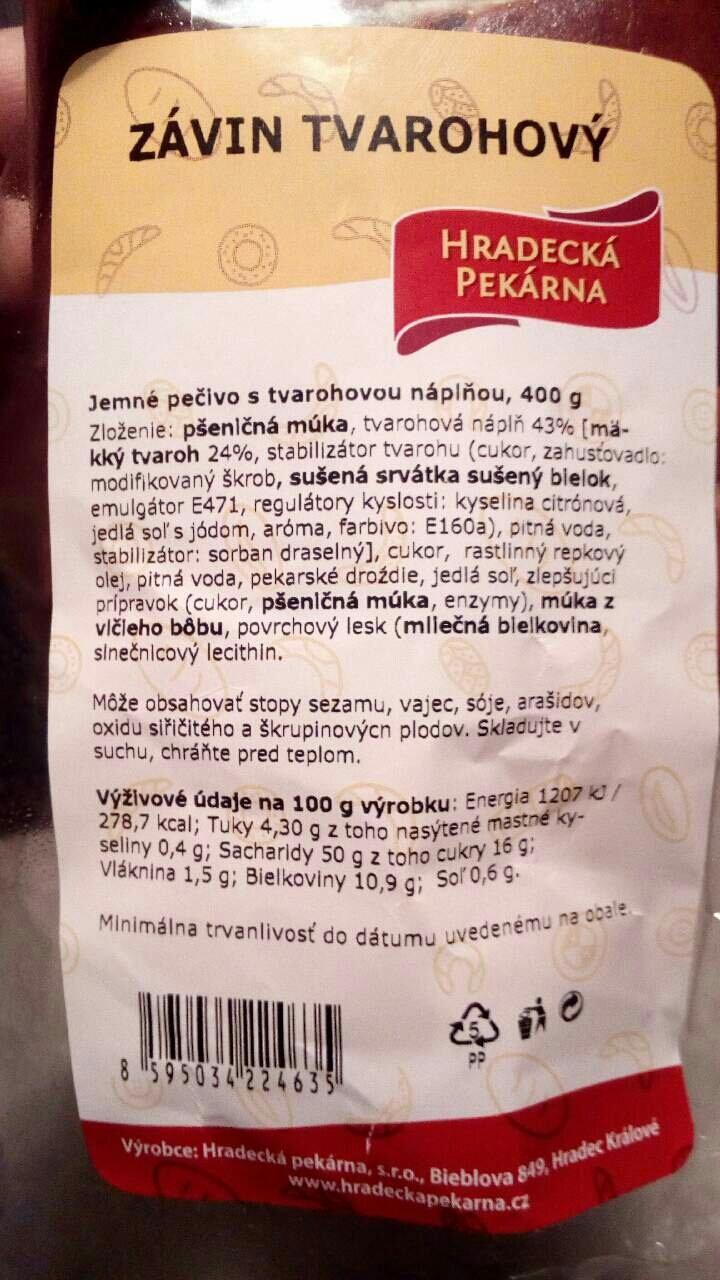 ZÁVIN TVAROHOVÝ
HRADECKÁ
PEKÁRNA
Jemné pečivo s tvarohovou náplňou, 400 g
Zloženie: pšeničná múka, tvarohová náplň 43% [mä-
kký tvaroh 24%, stabilizátor tvarohu (cukor, zahusťovadlo:
modifikovaný škrob, sušená srvátka sušený bielok,
emulgátor E471, regulátory kyslosti: kyselina citrónová,
jedlá soľ s jódom, aróma, farbivo: E160a), pitná voda,
stabilizátor: sorban draselný], cukor, rastlinný repkový
olej, pitná voda, pekarské droždie, jedlá soľ, zlepšujúci
prípravok (cukor, pšeničná múka, enzymy), múka z
vlčieho bôbu, povrchový lesk (mliečná bielkovina,
slnečnicový lecithin.
Môže obsahovať stopy sezamu, vajec, sóje, arašidov,
oxidu siřičitého a škrupinových plodov. Skladujte v
suchu, chráňte pred teplom.
Výživové údaje na 100 g výrobku: Energia 1207 kJ /
278,7 kcal; Tuky 4,30 g z toho nasýtené mastné ky-
seliny 0,4 g; Sacharidy 50 g z toho cukry 16 g;
Vláknina 1,5 g; Bielkoviny 10,9 g; Soľ 0,6 g.
Minimálna trvanlivosť do dátumu uvedenému na obale.
5
PP
8 595034 224635
Výrobce: Hradecká pekárna, s.r.o., Bieblova 849, Hradec Králové
www.hradeckapekarna.cz